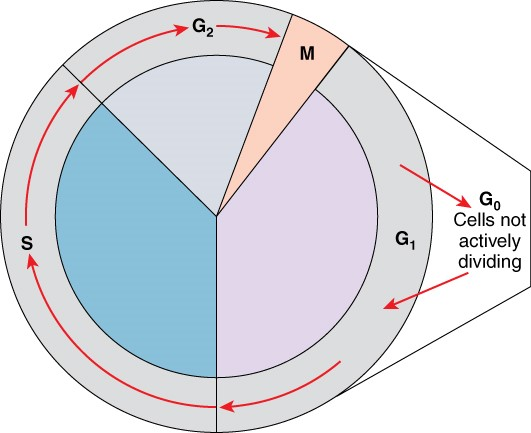 G₂
M
G₀
Cells not
actively
dividing
G₁
S